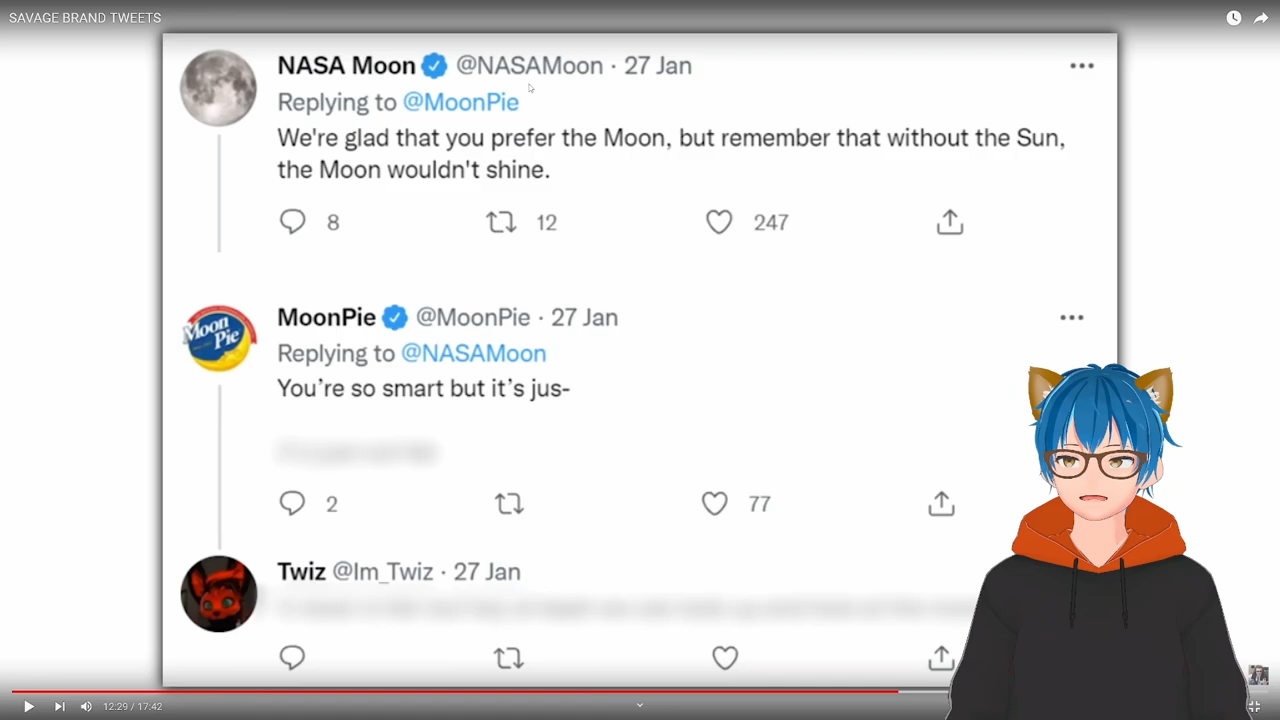 SAVAGE BRAND TWEETS
NASA Moon @NASAMoon · 27 Jan
Replying to @MoonPie
We're glad that you prefer the Moon, but remember that without the Sun,
the Moon wouldn't shine.
8 12 247
Moon Pie
MoonPie @MoonPie · 27 Jan
Replying to @NASAMoon
You're so smart but it's jus-
2 77
Twiz @Im_Twiz · 27 Jan
12:29 / 17:42